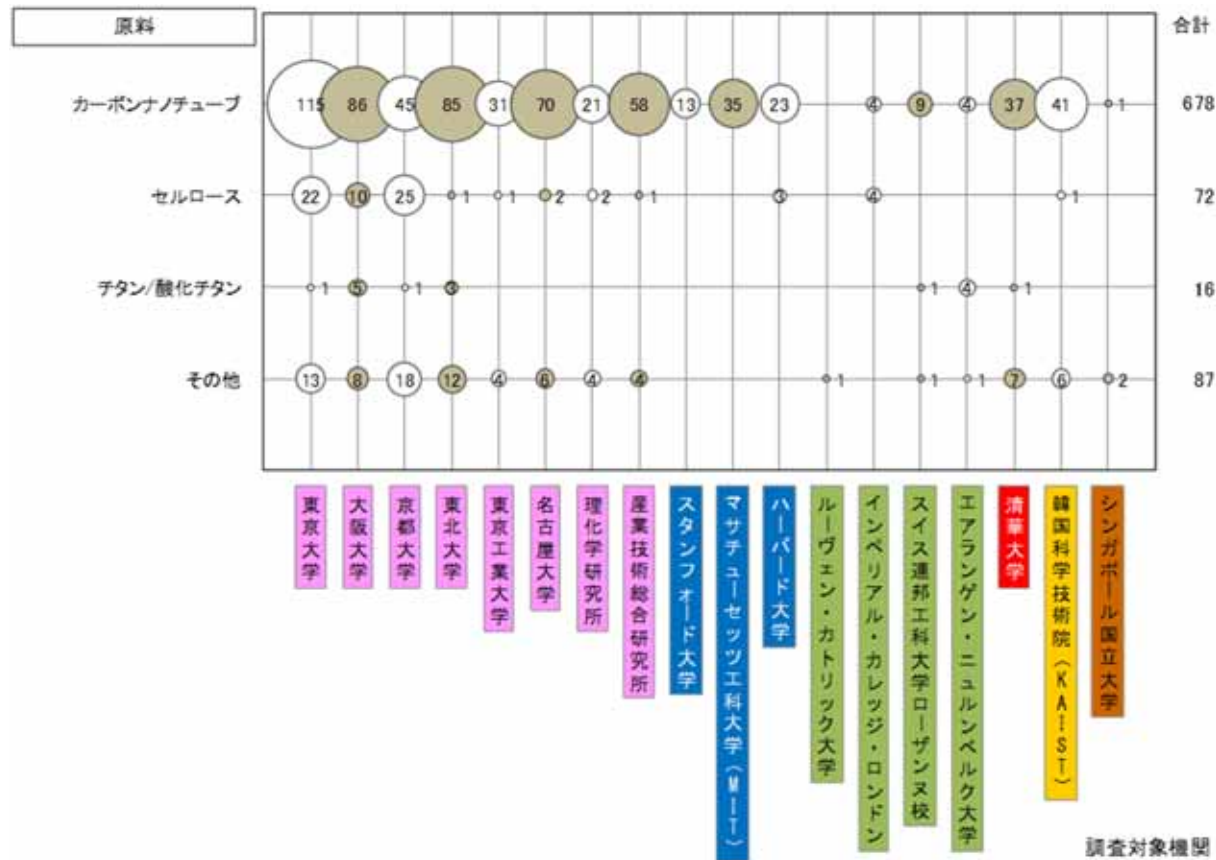 原料
合計
カーボンナノチューブ 115 86 45 85 31 70 21 58 13 35 23 4 9 4 37 41 1 678
セルロース 22 10 25 1 1 2 2 1 3 4 1 72
チタン/酸化チタン 1 5 1 3 1 4 1 16
その他 13 8 18 12 4 6 4 4 1 1 1 7 6 2 87
東京大学
大阪大学
京都大学
東北大学
東京工業大学
名古屋大学
理化学研究所
産業技術総合研究所
スタンフォード大学
マサチューセッツ工科大学(MIT)
ハーバード大学
ルーヴェン・カトリック大学
インペリアル・カレッジ・ロンドン
スイス連邦工科大学ローザンヌ校
エアランゲン・ニュルンベルク大学
清華大学
韓国科学技術院(KAIST)
シンガポール国立大学
調査対象機関